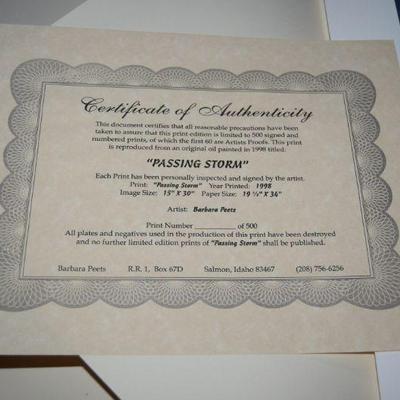 Certificate of Authenticity
This document certifies that all reasonable precautions have been
taken to assure that this print edition is limited to 500 signed and
numbered prints, of which the first 60 are Artists Proofs. This print
is reproduced from an original oil painted in 1998 titled:
"PASSING STORM"
Each Print has been personally inspected and signed by the artist.
Print: "Passing Storm" Year Printed: 1998
Image Size: 15" X 30" Paper Size: 19 ½" X 34"
Artist: Barbara Peets
Print Number________of 500
All plates and negatives used in the production of this print have been destroyed
and no further limited edition prints of "Passing Storm" shall be published.
Barbara Peets R.R. 1, Box 67D Salmon, Idaho 83467 (208) 756-6256